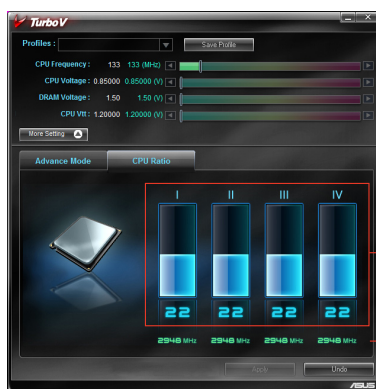 TurboV
Profiles : Save Profile
CPU Frequency : 133 133 (MHz)
CPU Voltage : 0.85000 0.85000 (V)
DRAM Voltage : 1.50 1.50 (V)
CPU Vtt : 1.20000 1.20000 (V)
More Setting
Advance Mode CPU Ratio
I II III IV
22 22 22 22
2948 MHz 2948 MHz 2948 MHz 2948 MHz
Apply Undo
ASUS